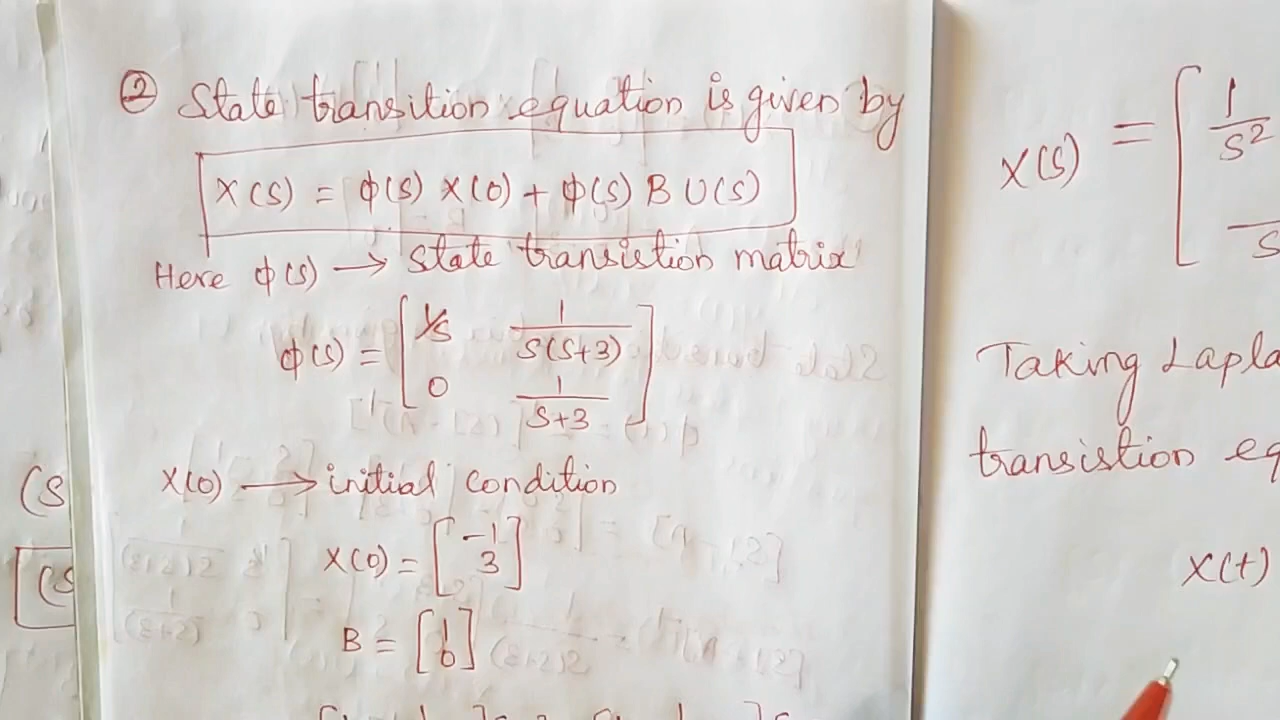 ② State transition equation is given by
X(s) = ϕ(s) X(0) + ϕ(s) B U(s)
Here ϕ(s) → state transistion matrix
ϕ(s) = [ 1/s 1/s(s+3)
0 1/s+3 ]
X(0) → initial condition
X(0) = [ -1
3 ]
B = [ 1
0 ]
(s
(s
X(s) = [ 1/s²
s
Taking Lapla
transistion eq
X(t)